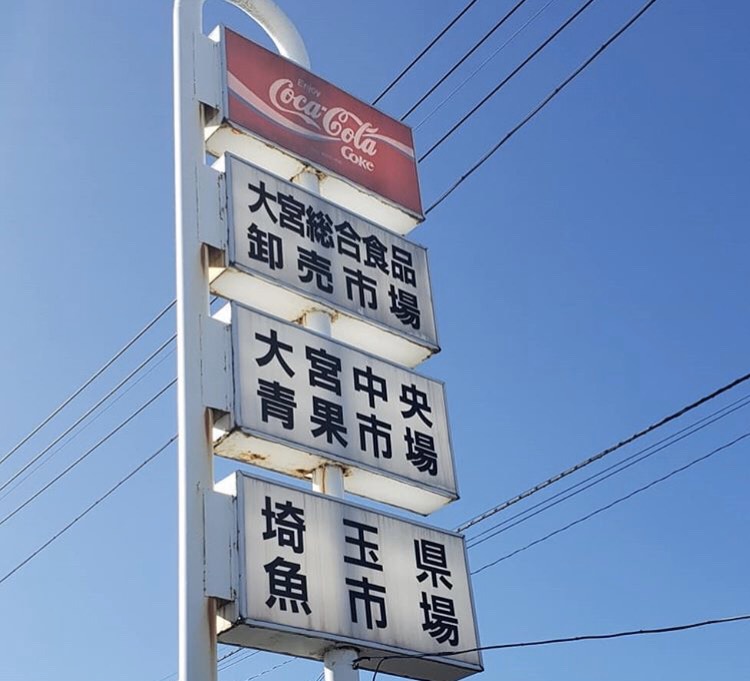 Enjoy
Coca-Cola
Coke
大宮総合食品
卸売市場
大宮中央
青果市場
埼玉県
魚市場